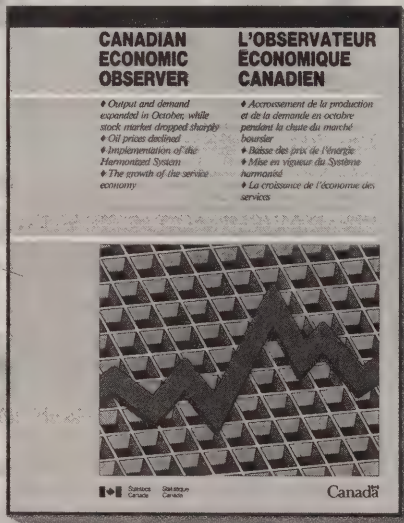 CANADIAN
ECONOMIC
OBSERVER
♦ Output and demand
expanded in October, while
stock market dropped sharply
♦ Oil prices declined
♦ Implementation of the
Harmonized System
♦ The growth of the service
economy
L'OBSERVATEUR
ÉCONOMIQUE
CANADIEN
♦ Accroissement de la production
et de la demande en octobre
pendant la chute du marché
boursier
♦ Baisse des prix de l'énergie
♦ Mise en vigueur du Système
harmonisé
♦ La croissance de l'économie des
services
Statistics
Canada
Statistique
Canada
Canada